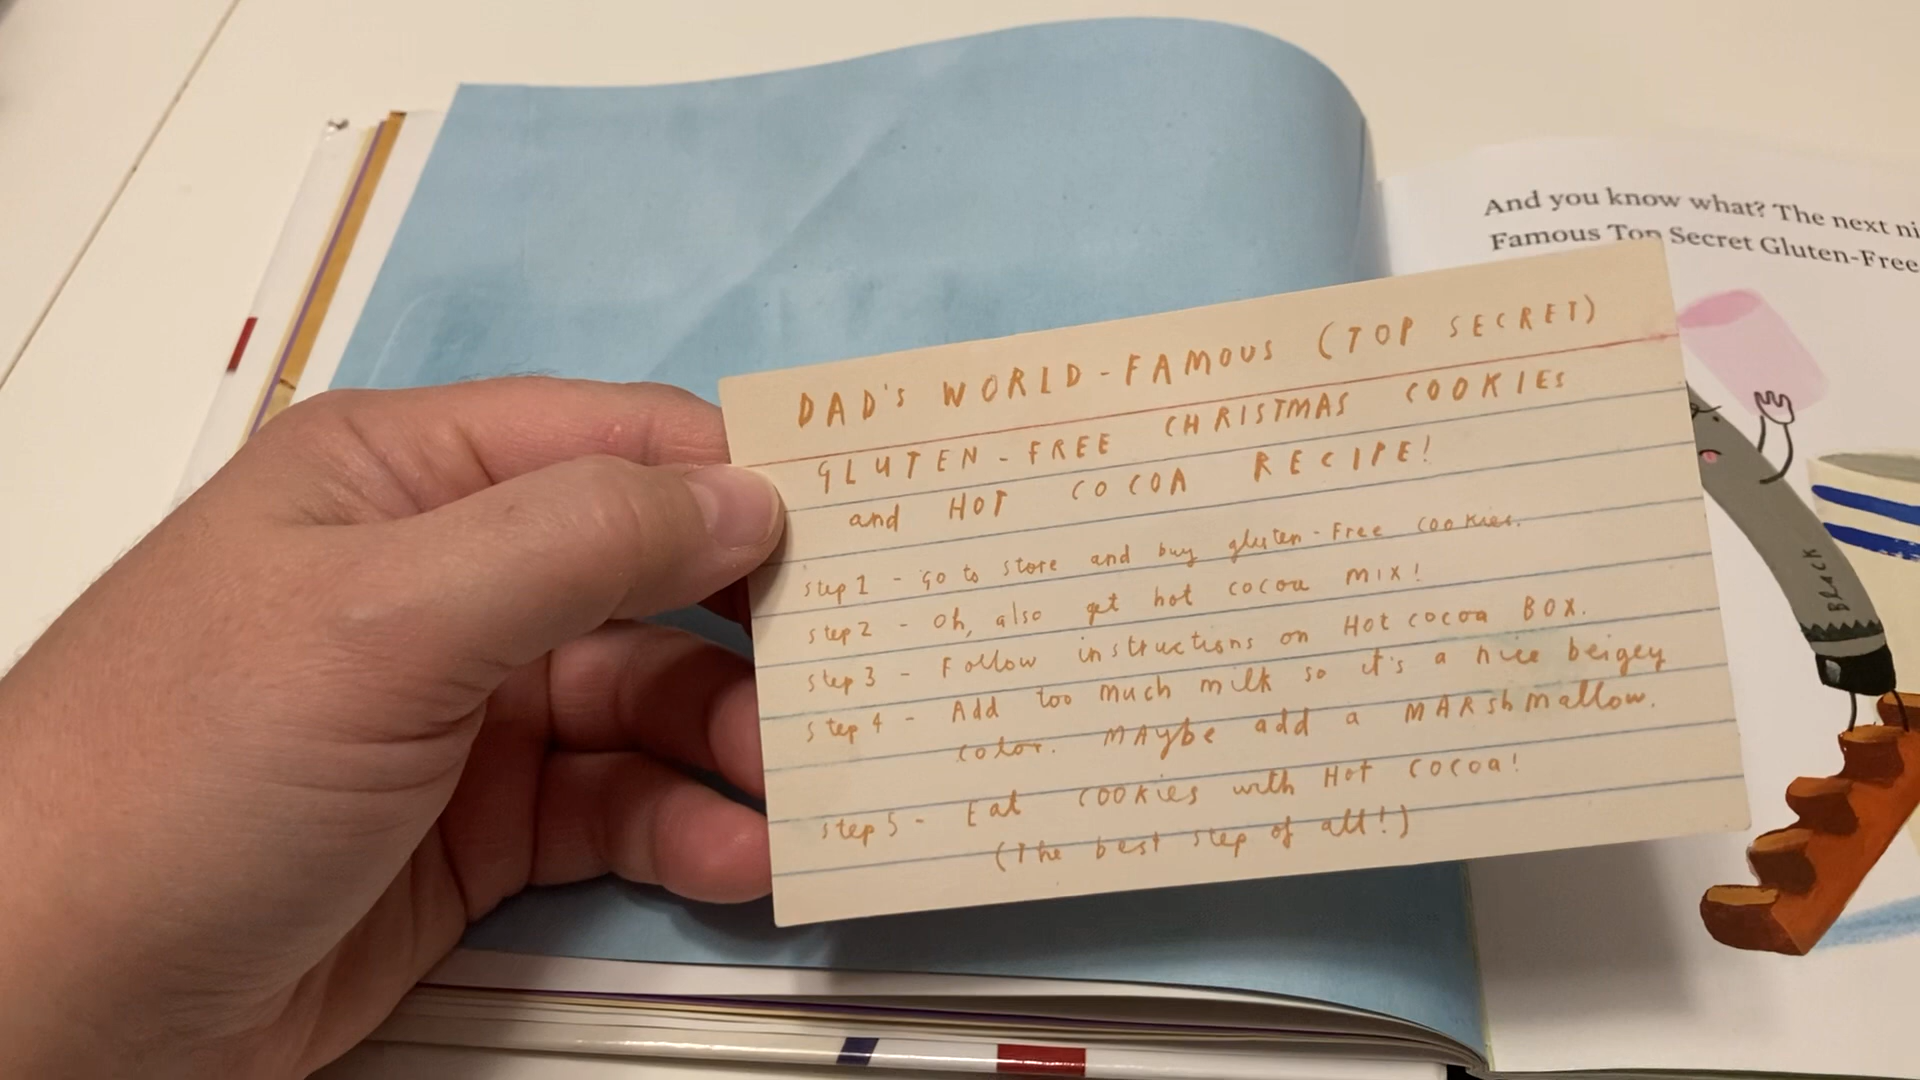 And you know what? The next
Famous Top Secret Gluten-Free
DAD'S WORLD-FAMOUS (TOP SECRET)
GLUTEN-FREE CHRISTMAS COOKIES
and HOT COCOA RECIPE!
step 1 - go to store and buy gluten-Free cookies.
step 2 - oh, also get hot cocoa mix!
step 3 - Follow instructions on Hot cocoa BOX.
step 4 - Add too much milk so it's a nice beigey
color. MAybe add a MARshmallow.
step 5 - Eat cookies with Hot cocoa!
(The best step of all!)
BLACK